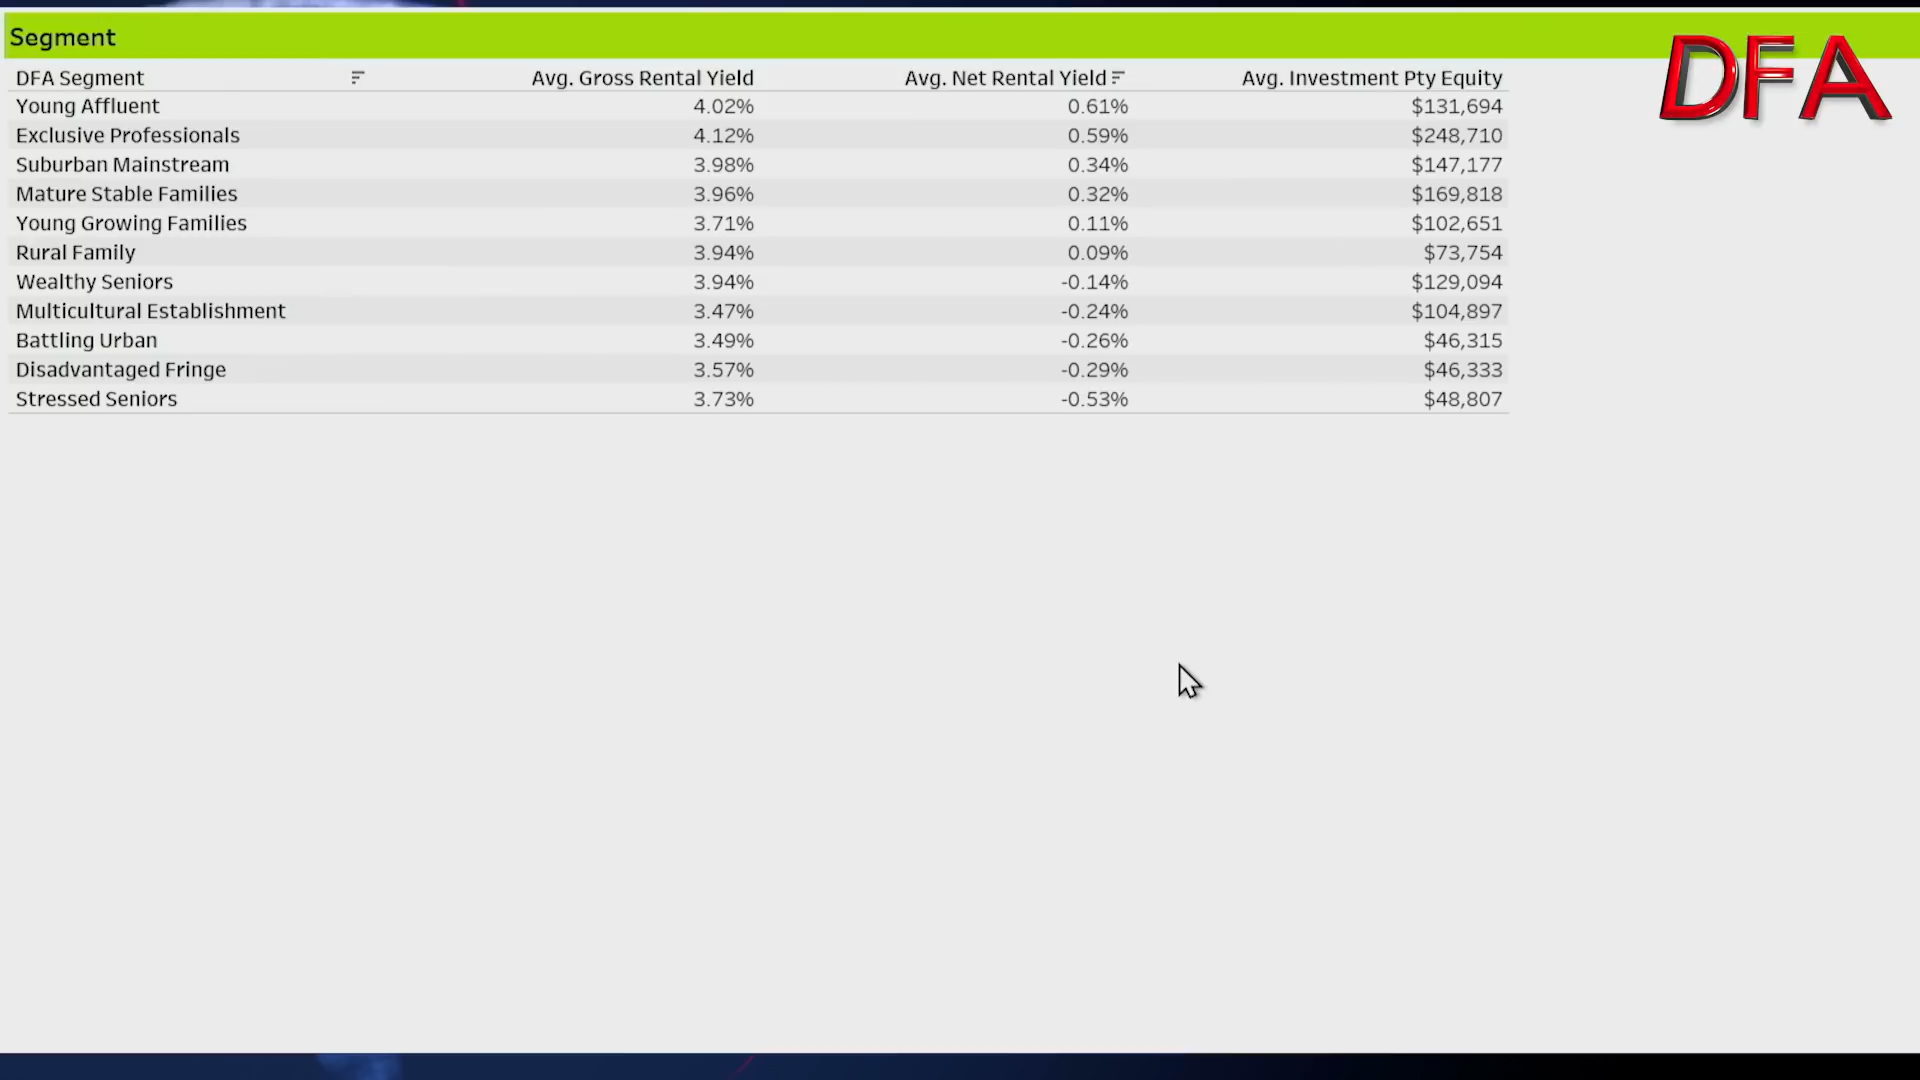 Segment
DFA
DFA Segment Avg. Gross Rental Yield Avg. Net Rental Yield Avg. Investment Pty Equity
Young Affluent 4.02% 0.61% $131,694
Exclusive Professionals 4.12% 0.59% $248,710
Suburban Mainstream 3.98% 0.34% $147,177
Mature Stable Families 3.96% 0.32% $169,818
Young Growing Families 3.71% 0.11% $102,651
Rural Family 3.94% 0.09% $73,754
Wealthy Seniors 3.94% -0.14% $129,094
Multicultural Establishment 3.47% -0.24% $104,897
Battling Urban 3.49% -0.26% $46,315
Disadvantaged Fringe 3.57% -0.29% $46,333
Stressed Seniors 3.73% -0.53% $48,807